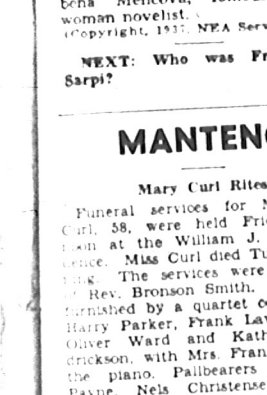 woman novelist.
(Copyright, 1937, NEA Serv
NEXT: Who was Fr
Sarpi?
MANTENO
Mary Curl Rites
Funeral services for M
Curl, 58, were held Fri
noon at the William J.
Miss Curl died Tu
The services were
Rev. Bronson Smith.
furnished by a quartet c
Harry Parker, Frank La
Oliver Ward and Kath
drickson, with Mrs. Fran
the piano. Pallbearers
Payne, Nels Christense